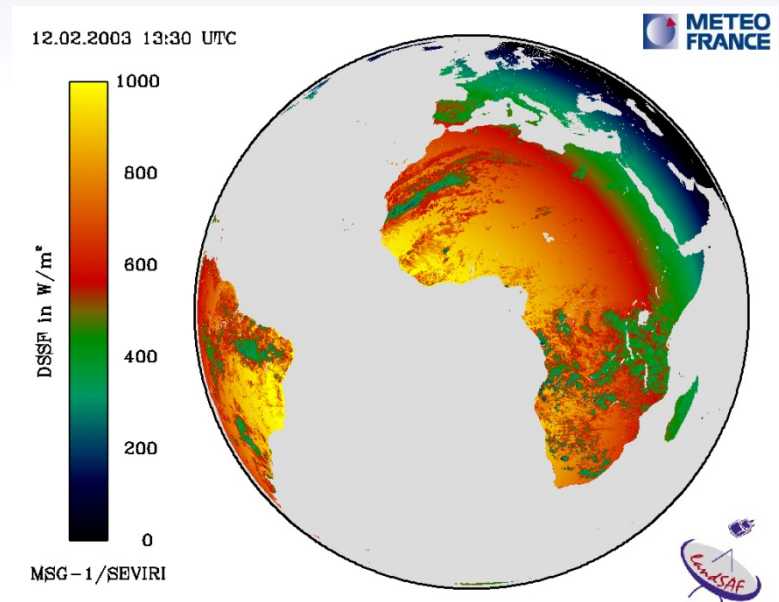 12.02.2003 13:30 UTC
METEO
FRANCE
1000
800
600
400
200
0
DSSF in W/m²
MSG-1/SEVIRI
landSAF